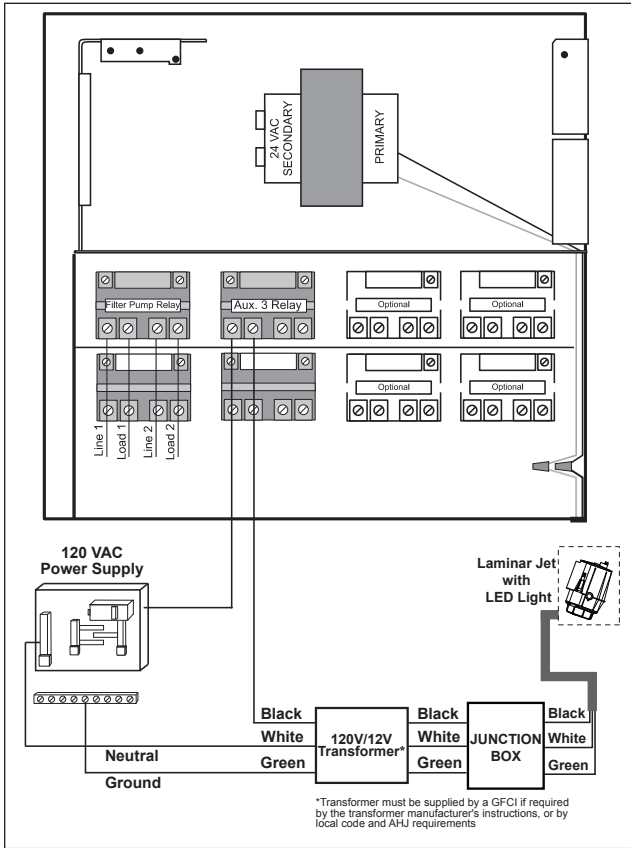 24 VAC
SECONDARY
PRIMARY
Filter Pump Relay
Aux. 3 Relay
Optional
Optional
Optional
Optional
Line 1
Load 1
Line 2
Load 2
120 VAC
Power Supply
Laminar Jet
with
LED Light
Black
White
Green
120V/12V
Transformer*
Black
White
Green
JUNCTION
BOX
Black
White
Green
Neutral
Ground
*Transformer must be supplied by a GFCI if required
by the transformer manufacturer's instructions, or by
local code and AHJ requirements